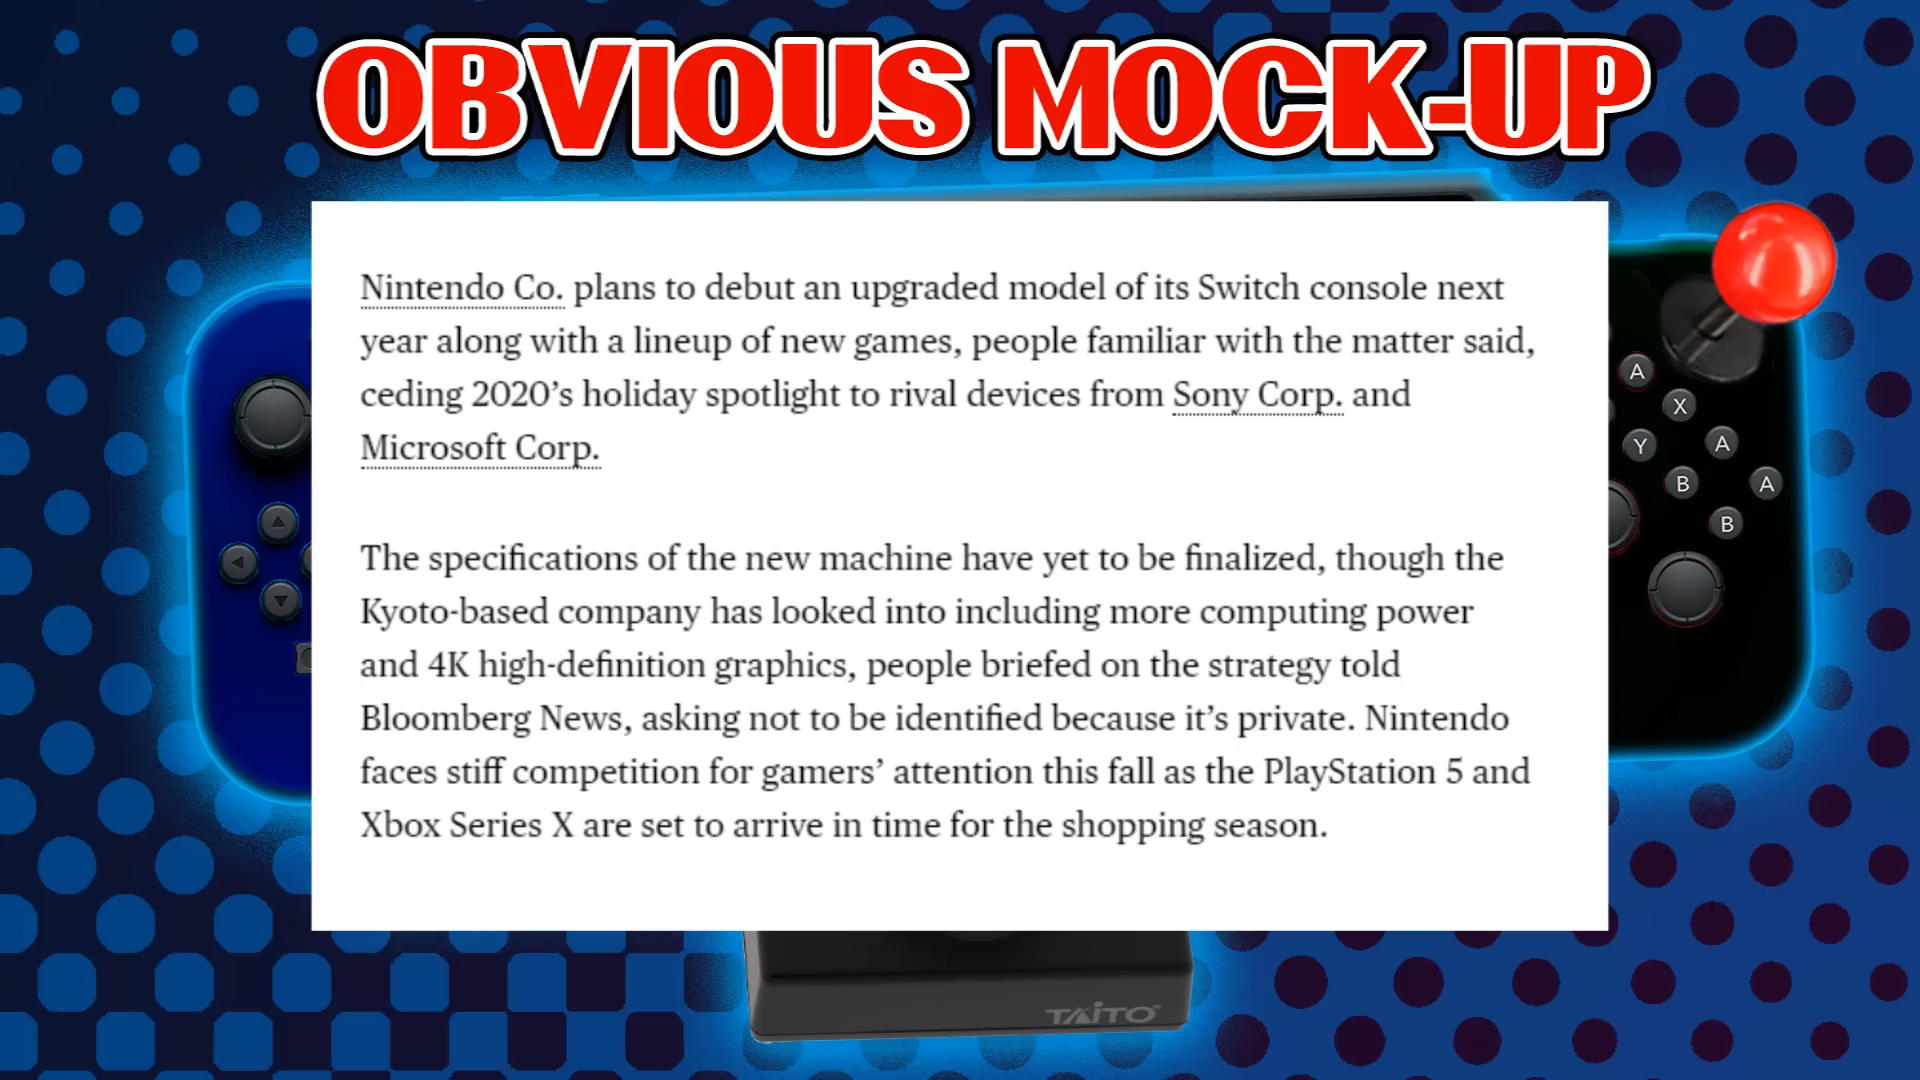 OBVIOUS MOCK-UP
Nintendo Co. plans to debut an upgraded model of its Switch console next
year along with a lineup of new games, people familiar with the matter said,
ceding 2020’s holiday spotlight to rival devices from Sony Corp. and
Microsoft Corp.
The specifications of the new machine have yet to be finalized, though the
Kyoto-based company has looked into including more computing power
and 4K high-definition graphics, people briefed on the strategy told
Bloomberg News, asking not to be identified because it’s private. Nintendo
faces stiff competition for gamers’ attention this fall as the PlayStation 5 and
Xbox Series X are set to arrive in time for the shopping season.
A
X
Y A
B A
B
TAITO